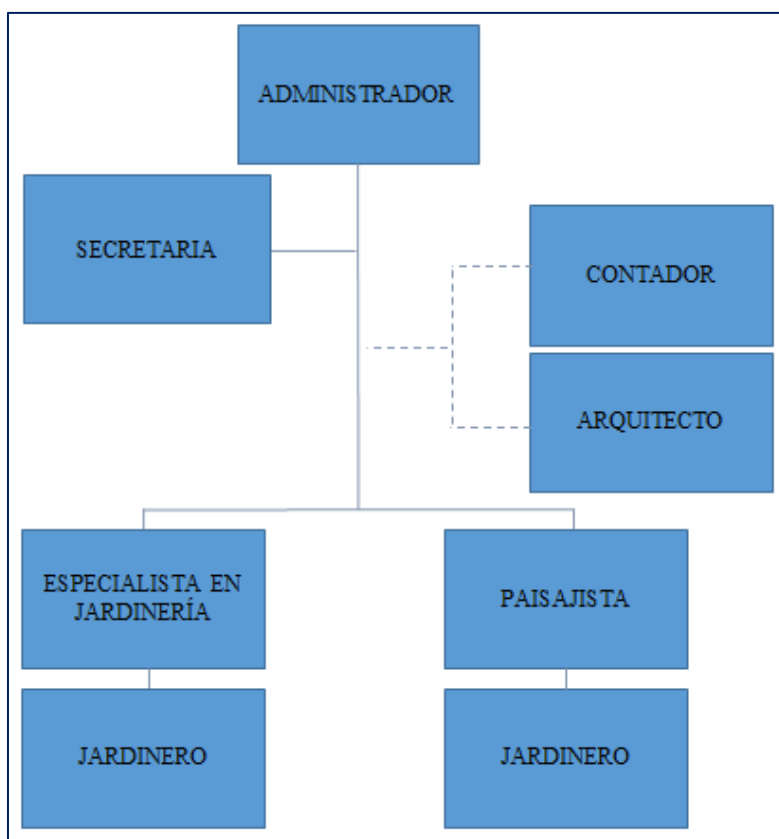 ADMINISTRADOR
SECRETARIA
CONTADOR
ARQUITECTO
ESPECIALISTA EN
JARDINERÍA
PAISAJISTA
JARDINERO
JARDINERO